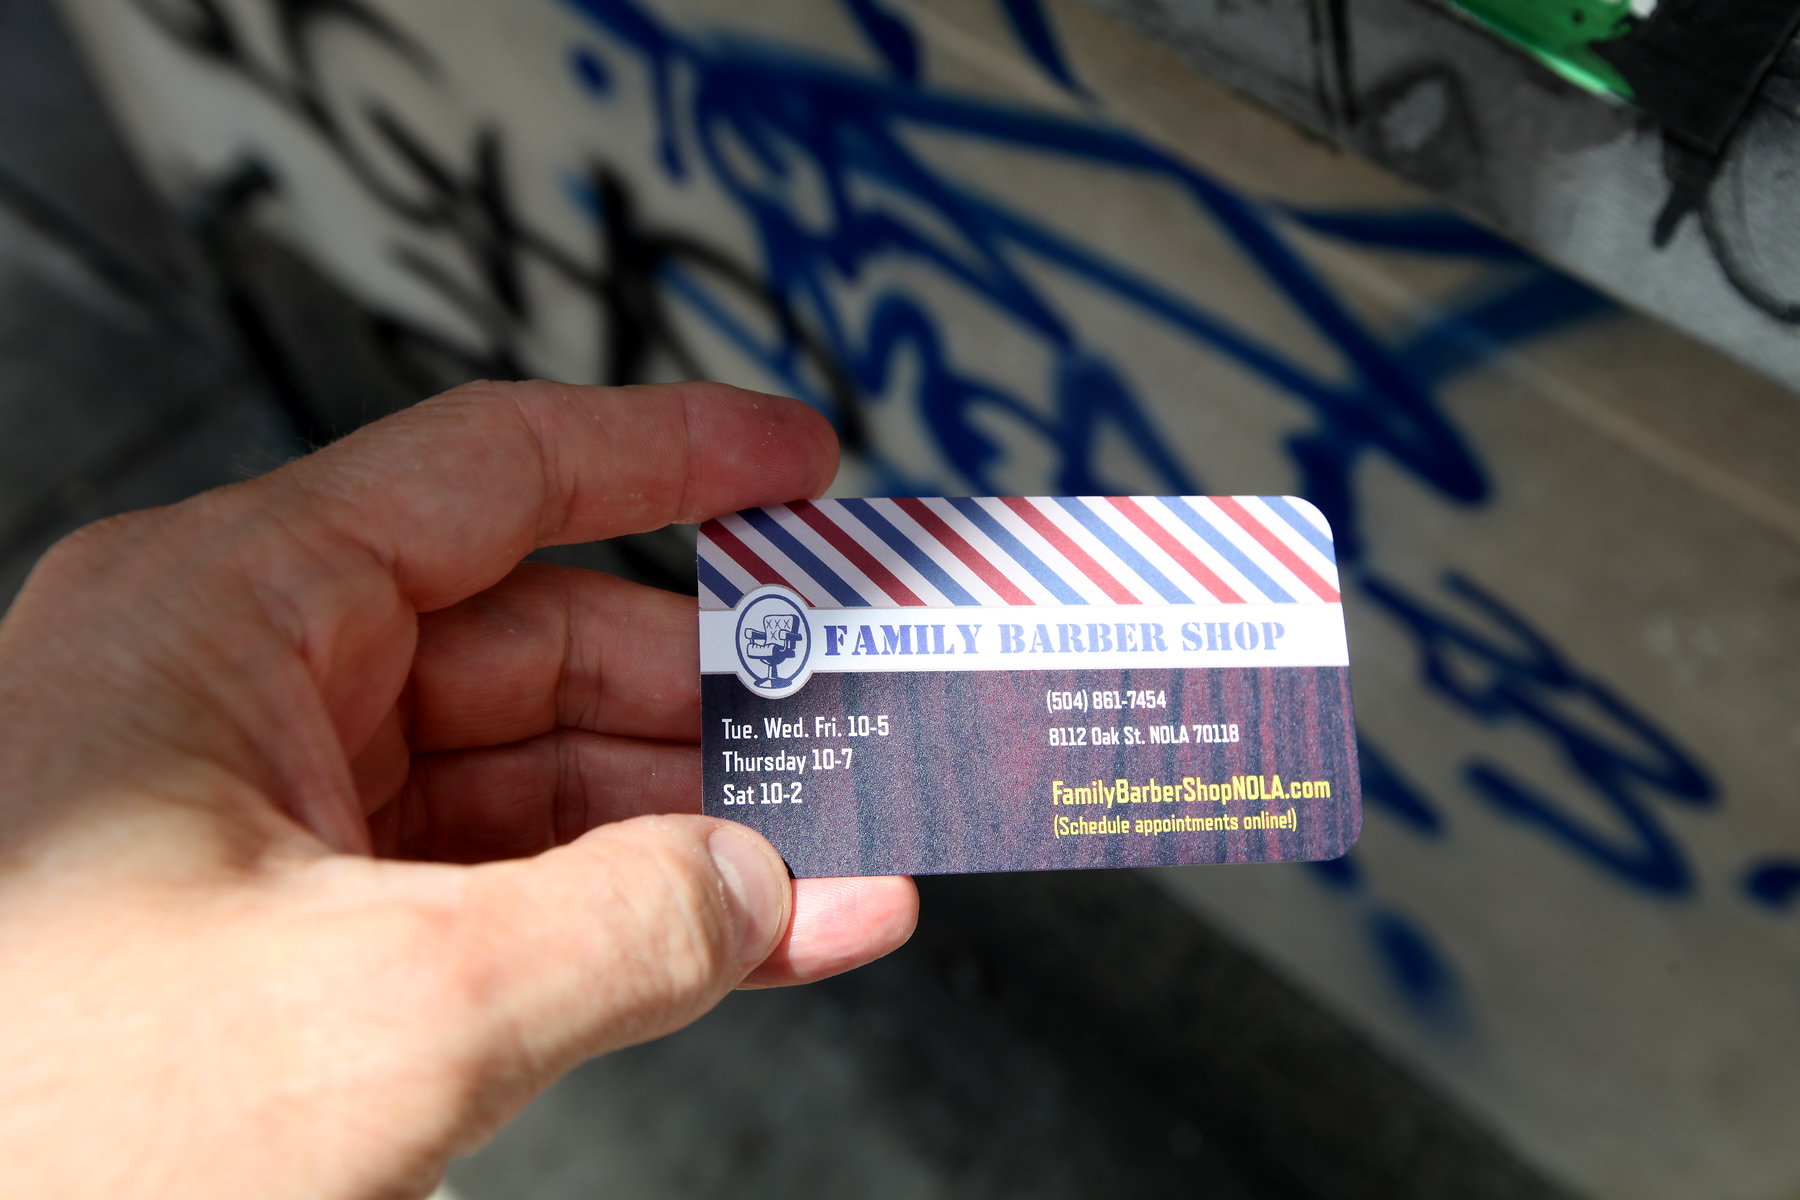 FAMILY BARBER SHOP
Tue. Wed. Fri. 10-5
Thursday 10-7
Sat 10-2
(504) 861-7454
8112 Oak St. NOLA 70118
FamilyBarberShopNOLA.com
(Schedule appointments online!)